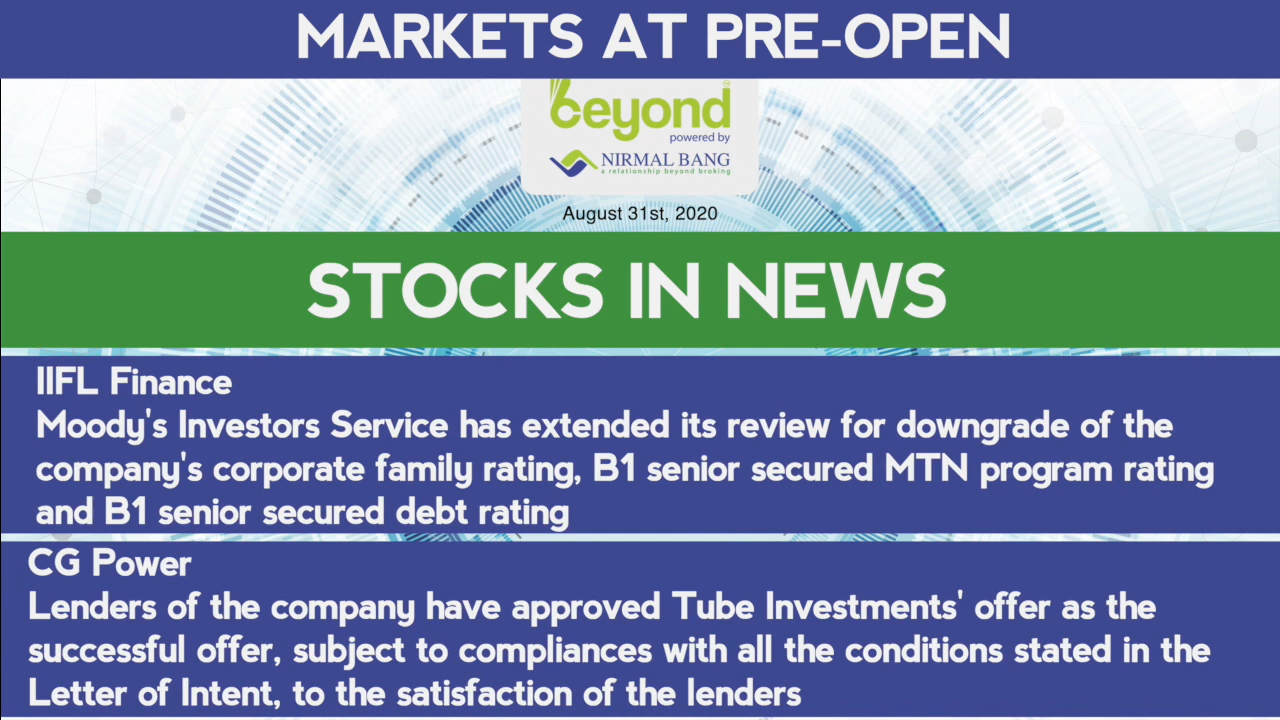 MARKETS AT PRE-OPEN
beyond
powered by
NIRMAL BANG
a relationship beyond broking
August 31st, 2020
STOCKS IN NEWS
IIFL Finance
Moody's Investors Service has extended its review for downgrade of the
company's corporate family rating, B1 senior secured MTN program rating
and B1 senior secured debt rating
CG Power
Lenders of the company have approved Tube Investments' offer as the
successful offer, subject to compliances with all the conditions stated in the
Letter of Intent, to the satisfaction of the lenders